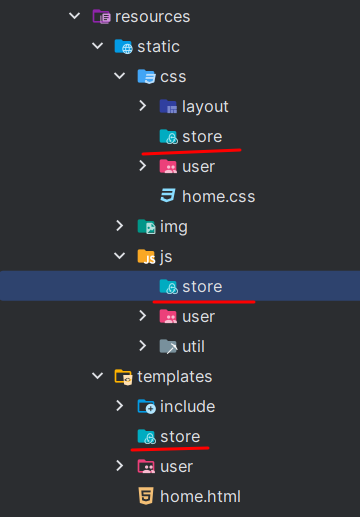 resources
static
css
layout
store
user
home.css
img
JS js
store
user
util
templates
include
store
user
home.html